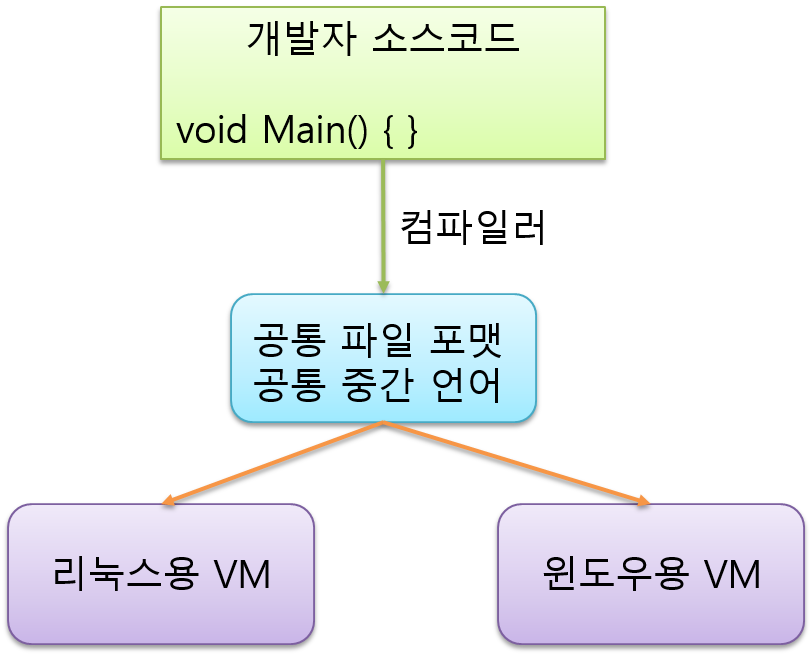 개발자 소스코드
void Main() { }
컴파일러
공통 파일 포맷
공통 중간 언어
리눅스용 VM
윈도우용 VM